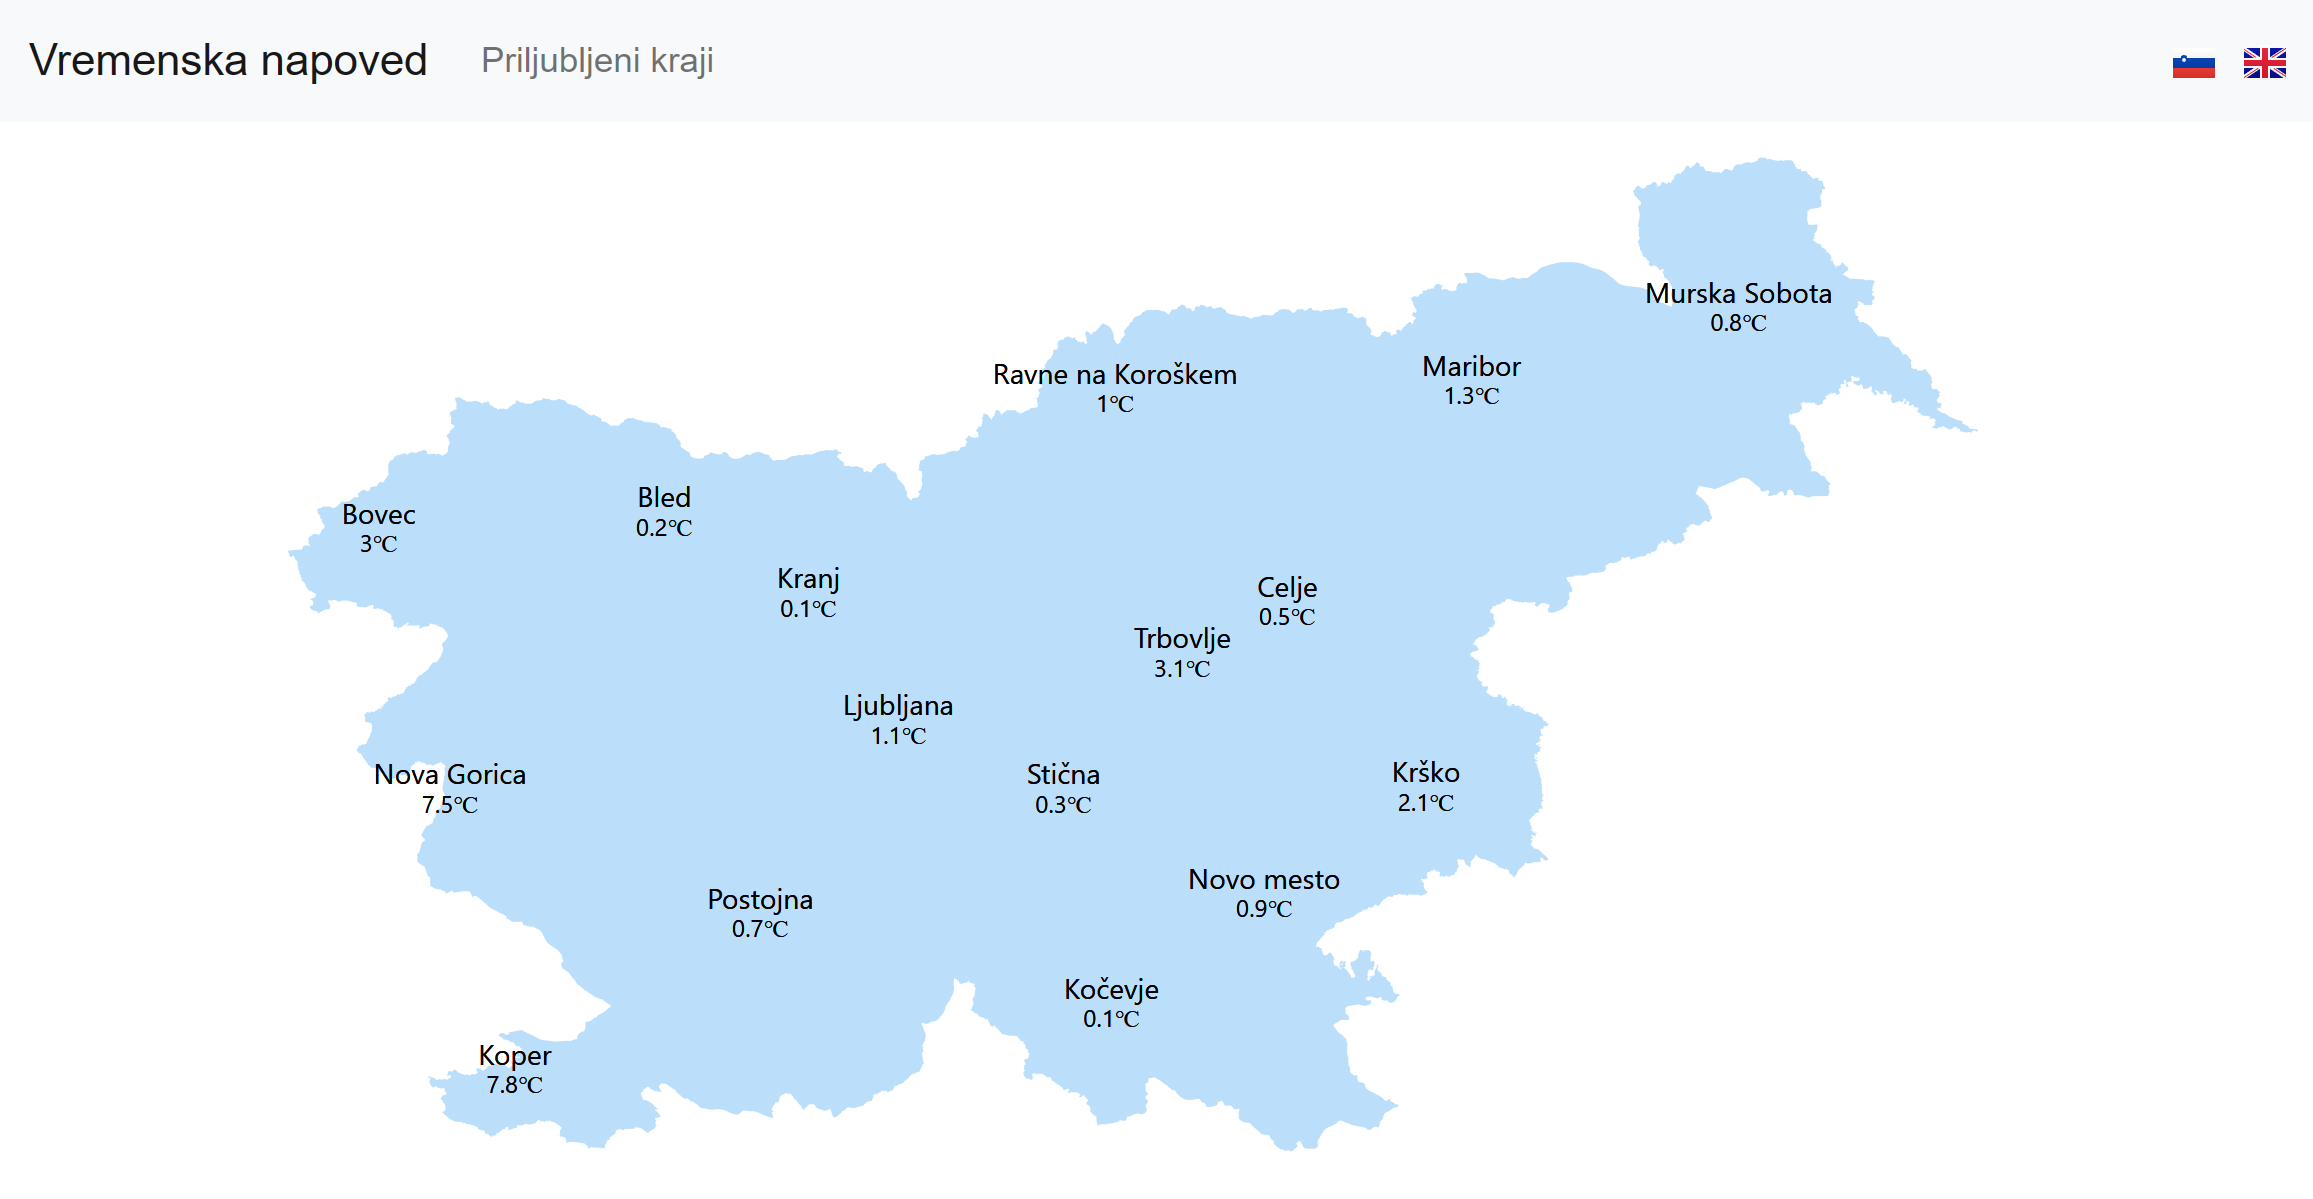 Vremenska napoved
Priljubljeni kraji
Murska Sobota
0.8℃
Maribor
1.3℃
Ravne na Koroškem
1℃
Bled
0.2℃
Bovec
3℃
Kranj
0.1℃
Celje
0.5℃
Trbovlje
3.1℃
Ljubljana
1.1℃
Nova Gorica
7.5℃
Stična
0.3℃
Krško
2.1℃
Novo mesto
0.9℃
Postojna
0.7℃
Kočevje
0.1℃
Koper
7.8℃